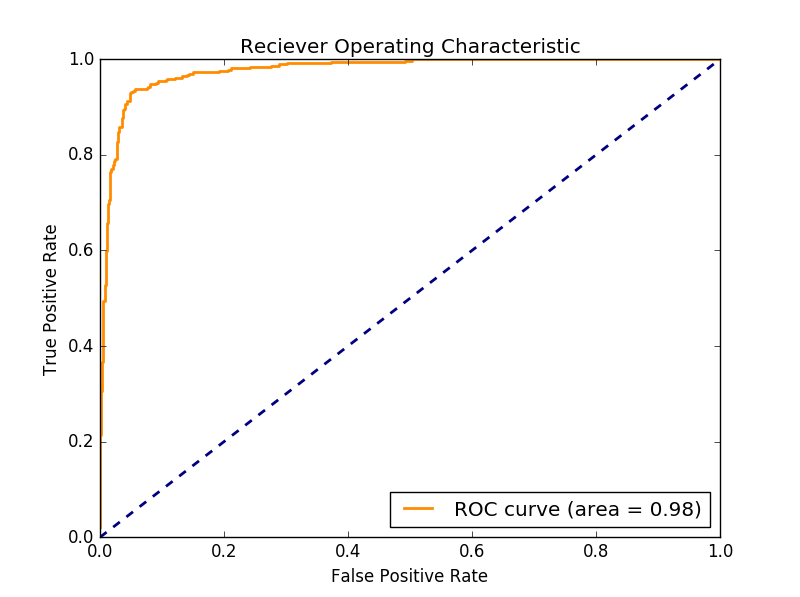 Reciever Operating Characteristic
1.0
0.8
0.6
0.4
0.2
0.0
True Positive Rate
ROC curve (area = 0.98)
0.0 0.2 0.4 0.6 0.8 1.0
False Positive Rate